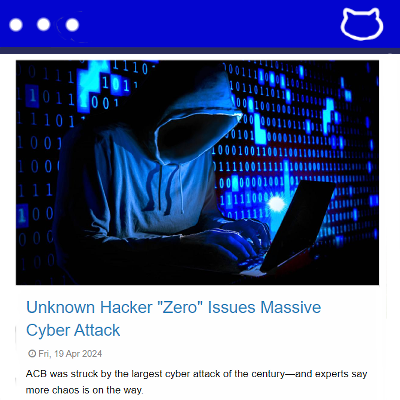 Unknown Hacker "Zero" Issues Massive
Cyber Attack
Fri, 19 Apr 2024
ACB was struck by the largest cyber attack of the century—and experts say
more chaos is on the way.